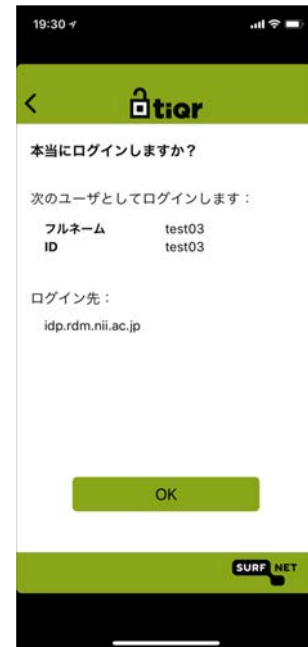 19:30
tiqr
本当にログインしますか？
次のユーザとしてログインします：
フルネーム test03
ID test03
ログイン先：
idp.rdm.nii.ac.jp
OK
SURF NET